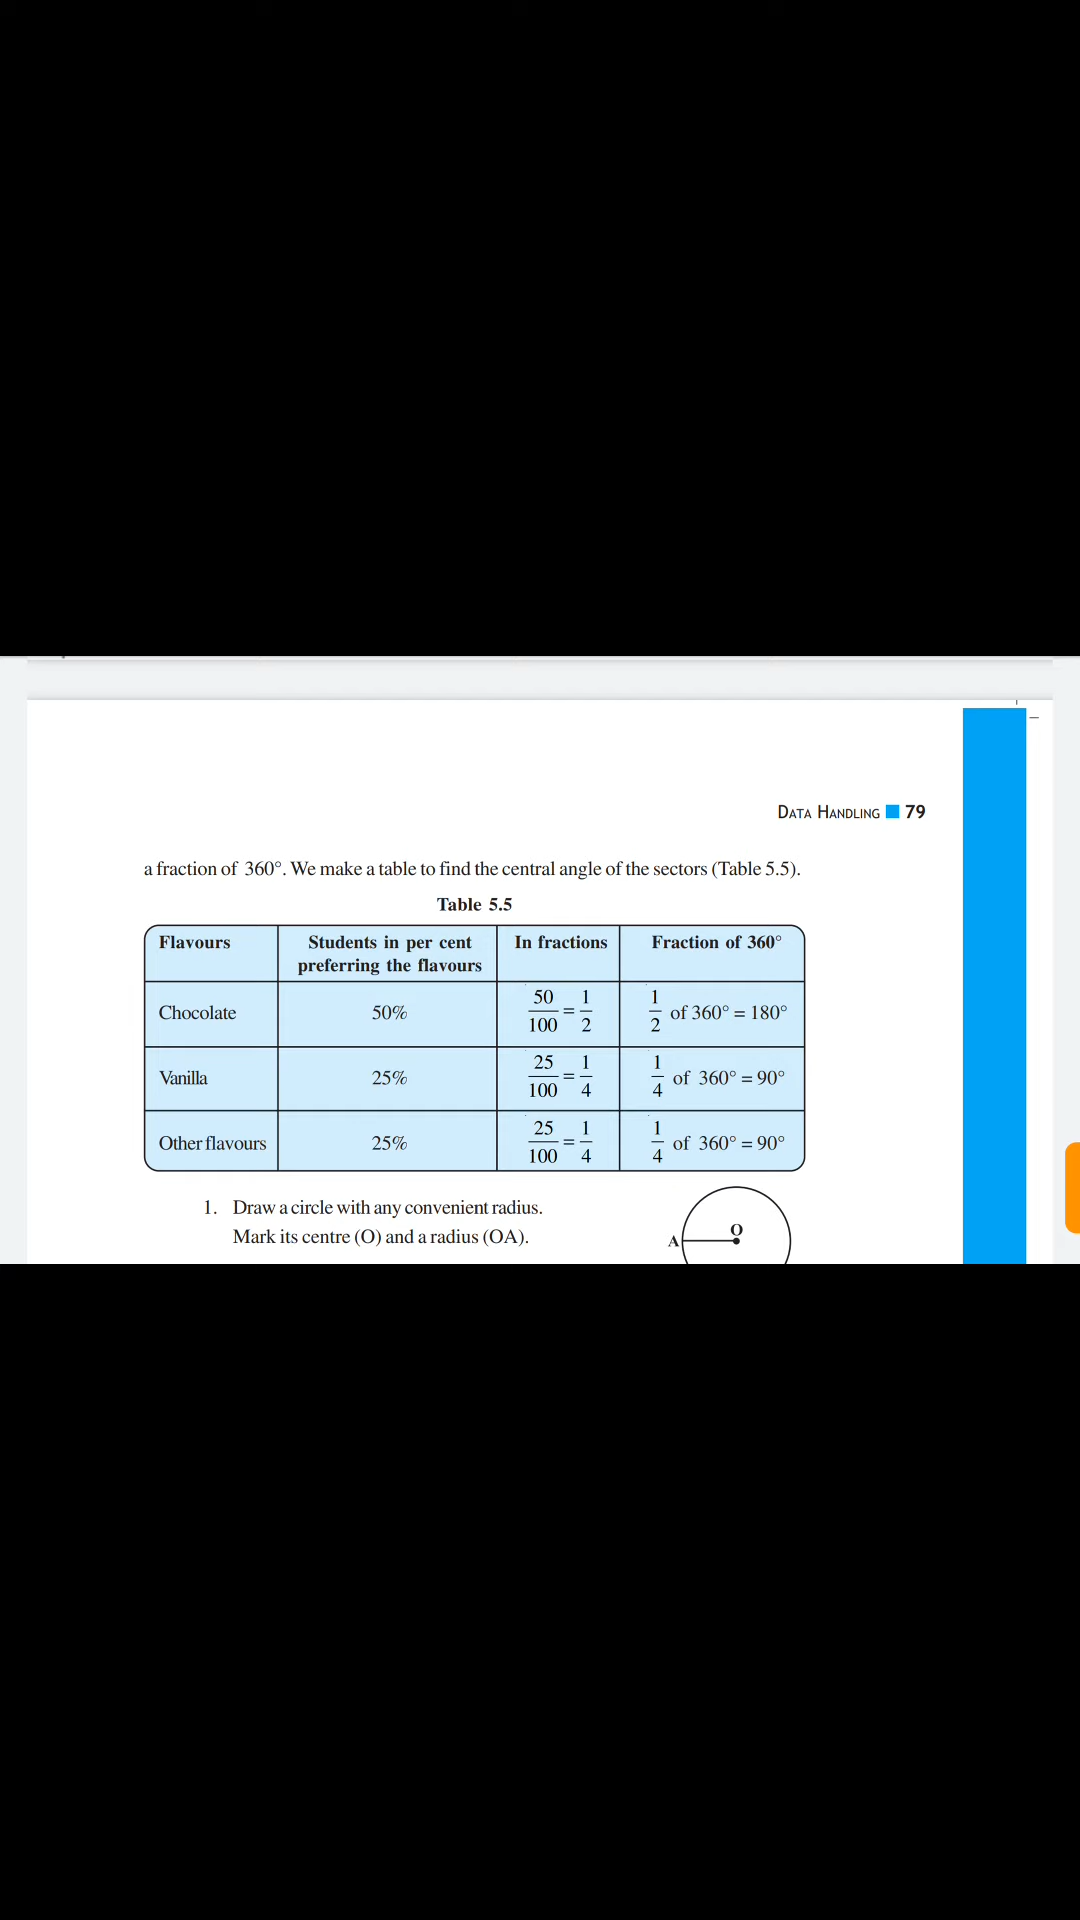 DATA HANDLING 79
a fraction of 360°. We make a table to find the central angle of the sectors (Table 5.5).
Table 5.5
Flavours Students in per cent preferring the flavours In fractions Fraction of 360°
Chocolate 50% 50/100 = 1/2 1/2 of 360° = 180°
Vanilla 25% 25/100 = 1/4 1/4 of 360° = 90°
Other flavours 25% 25/100 = 1/4 1/4 of 360° = 90°
1. Draw a circle with any convenient radius.
Mark its centre (O) and a radius (OA).
O
A